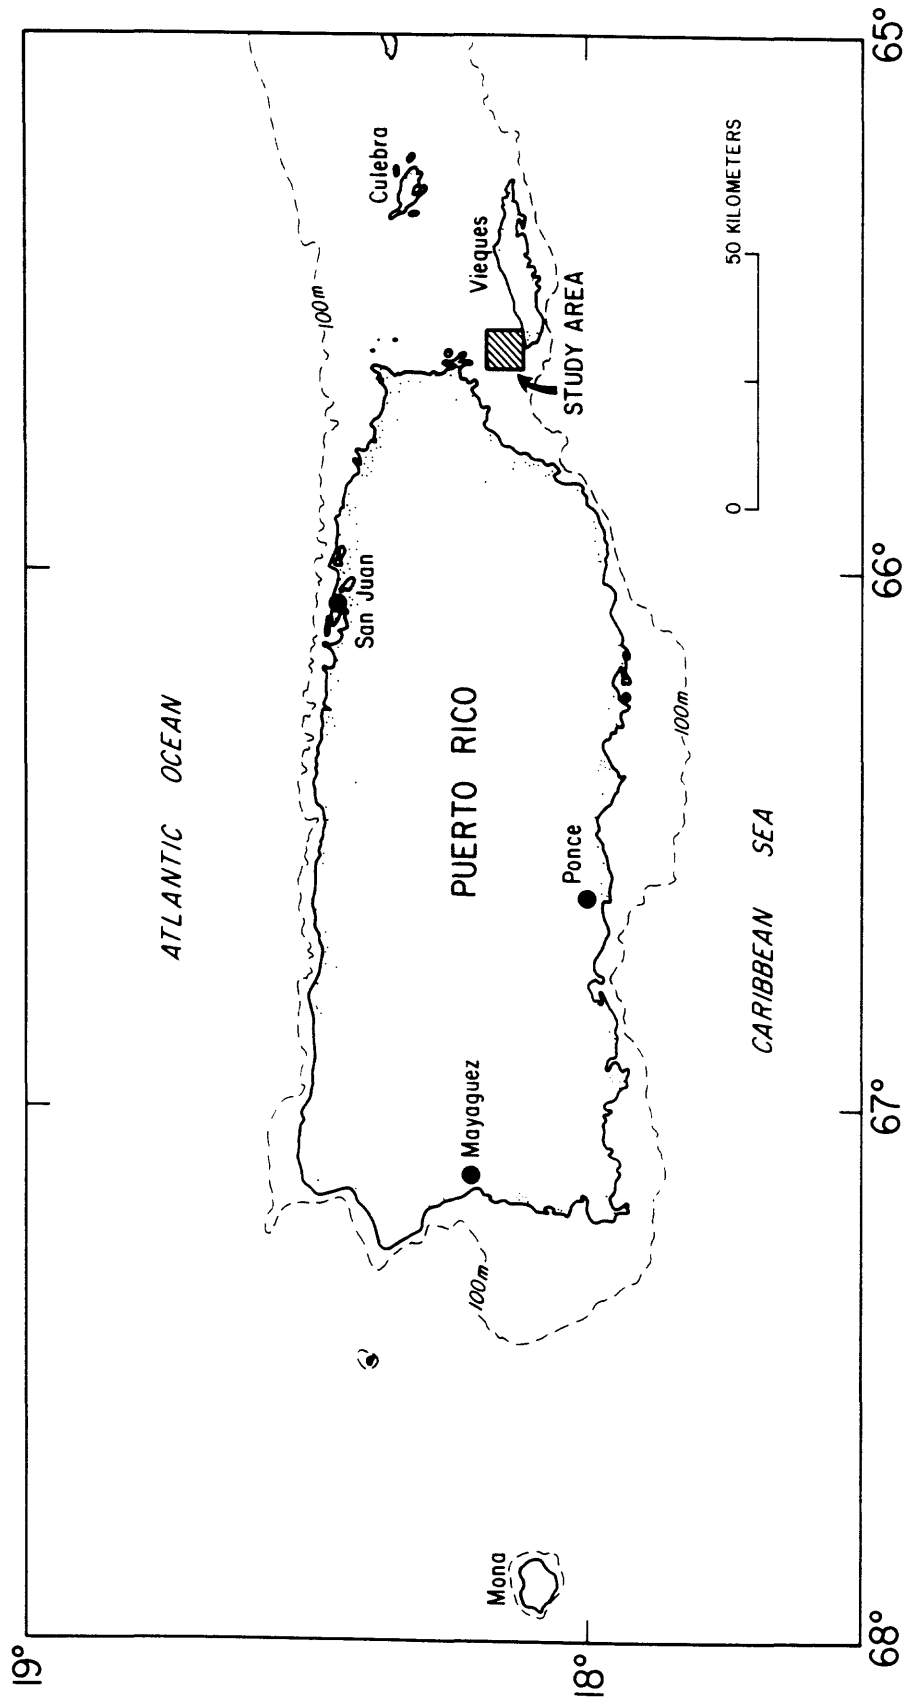 19°
ATLANTIC OCEAN
100m
Culebra
San Juan
Vieques
STUDY AREA
PUERTO RICO
Mayaguez
Ponce
100m
Mona
18°
100m
CARIBBEAN SEA
0 50 KILOMETERS
68°
67°
66°
65°